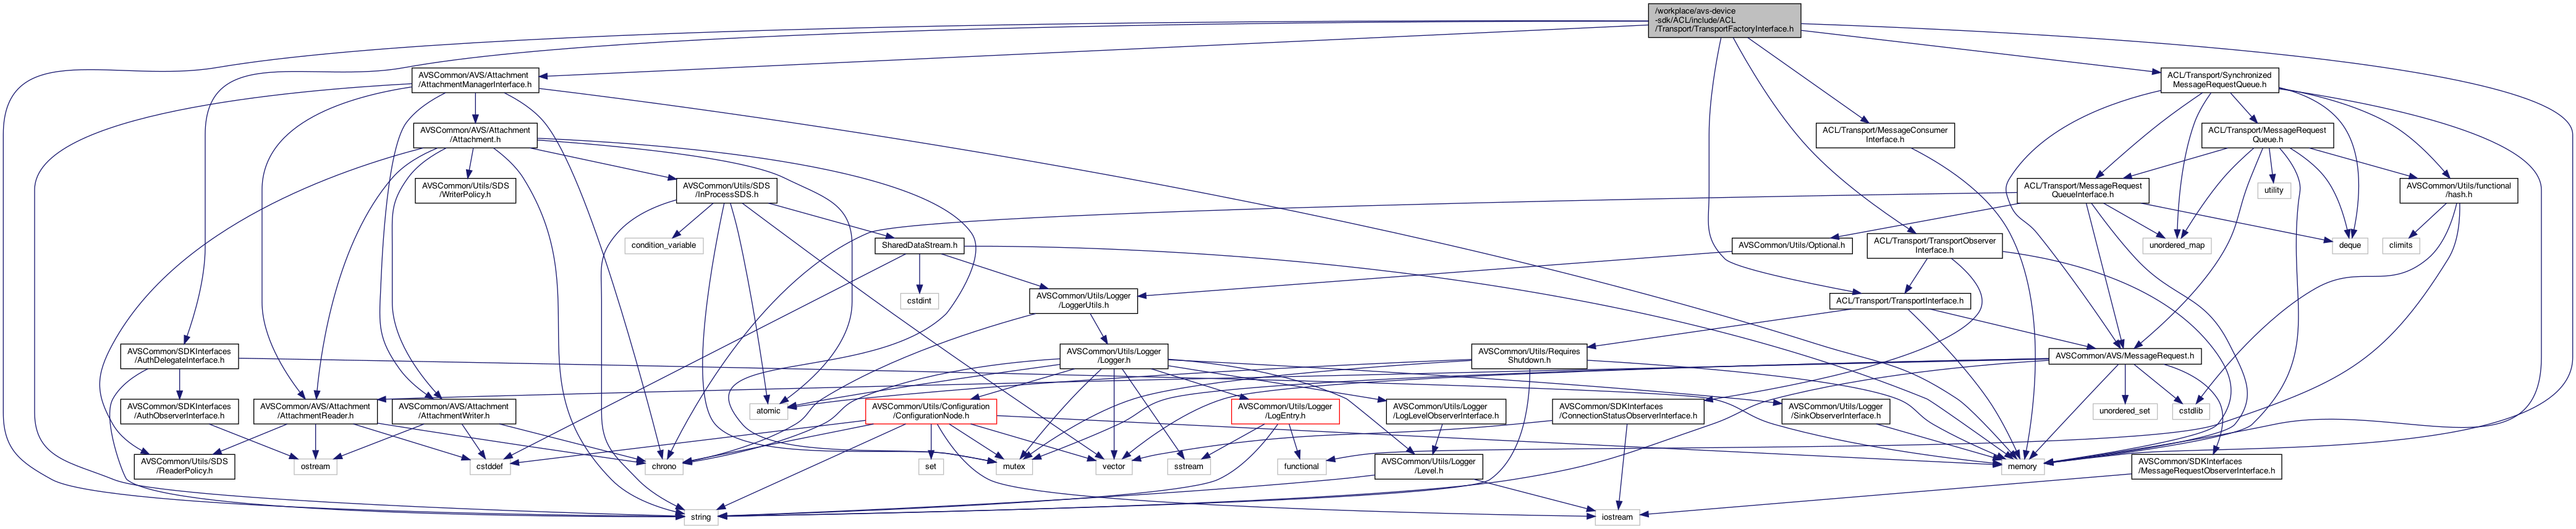 /workplace/avs-device
-sdk/ACL/include/ACL
/Transport/TransportFactoryInterface.h
AVSCommon/AVS/Attachment
/AttachmentManagerInterface.h
ACL/Transport/Synchronized
MessageRequestQueue.h
AVSCommon/AVS/Attachment
/Attachment.h
ACL/Transport/MessageConsumer
Interface.h
ACL/Transport/MessageRequest
Queue.h
AVSCommon/Utils/SDS
/WriterPolicy.h
AVSCommon/Utils/SDS
/InProcessSDS.h
ACL/Transport/MessageRequest
QueueInterface.h
utility
AVSCommon/Utils/functional
/hash.h
condition_variable
SharedDataStream.h
AVSCommon/Utils/Optional.h
ACL/Transport/TransportObserver
Interface.h
unordered_map
deque
climits
cstdint
AVSCommon/Utils/Logger
/LoggerUtils.h
ACL/Transport/TransportInterface.h
AVSCommon/SDKInterfaces
/AuthDelegateInterface.h
AVSCommon/Utils/Logger
/Logger.h
AVSCommon/Utils/Requires
Shutdown.h
AVSCommon/AVS/MessageRequest.h
AVSCommon/SDKInterfaces
/AuthObserverInterface.h
AVSCommon/AVS/Attachment
/AttachmentReader.h
AVSCommon/AVS/Attachment
/AttachmentWriter.h
atomic
AVSCommon/Utils/Configuration
/ConfigurationNode.h
AVSCommon/Utils/Logger
/LogEntry.h
AVSCommon/Utils/Logger
/LogLevelObserverInterface.h
AVSCommon/SDKInterfaces
/ConnectionStatusObserverInterface.h
AVSCommon/Utils/Logger
/SinkObserverInterface.h
unordered_set
cstdlib
AVSCommon/Utils/SDS
/ReaderPolicy.h
ostream
cstddef
chrono
set
mutex
vector
sstream
functional
AVSCommon/Utils/Logger
/Level.h
memory
AVSCommon/SDKInterfaces
/MessageRequestObserverInterface.h
string
iostream